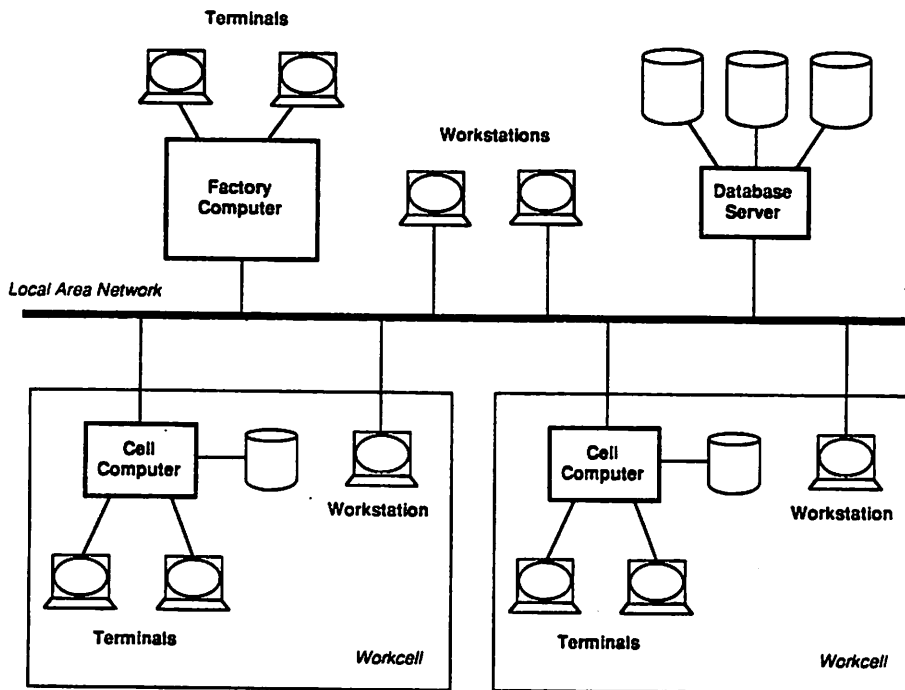 Terminals
Workstations
Factory
Computer
Database
Server
Local Area Network
Cell
Computer
Workstation
Terminals
Workcell
Cell
Computer
Workstation
Terminals
Workcell